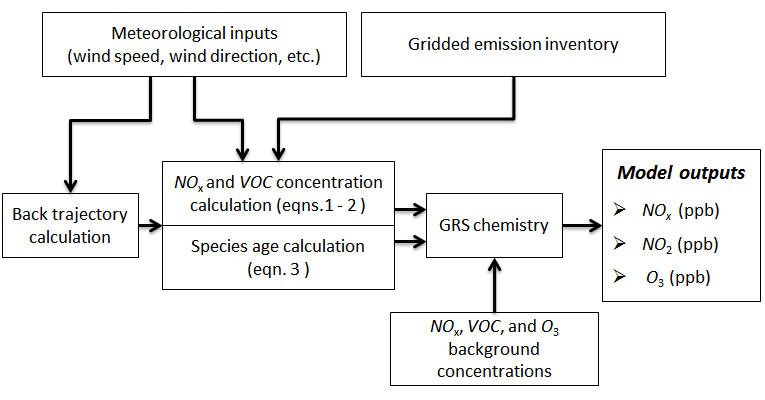 Meteorological inputs
(wind speed, wind direction, etc.)
Gridded emission inventory
Back trajectory
calculation
NOx and VOC concentration
calculation (eqns.1 - 2 )
Species age calculation
(eqn. 3 )
GRS chemistry
NOx, VOC, and O3
background
concentrations
Model outputs
➢ NOx (ppb)
➢ NO2 (ppb)
➢ O3 (ppb)